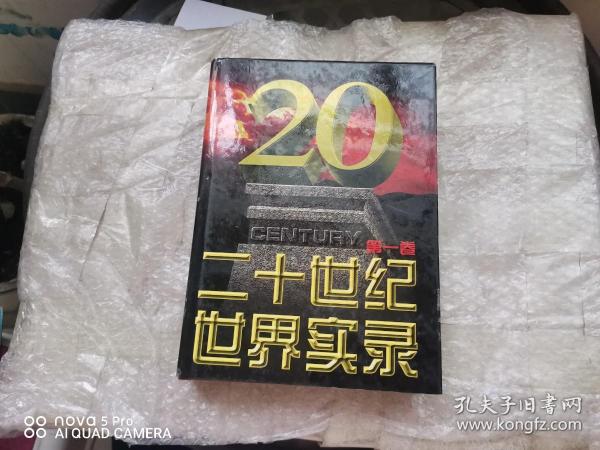 20
CENTURY
第一卷
二十世纪
世界实录
nova 5 Pro
AI QUAD CAMERA
孔夫子旧书网
www.kongfz.com